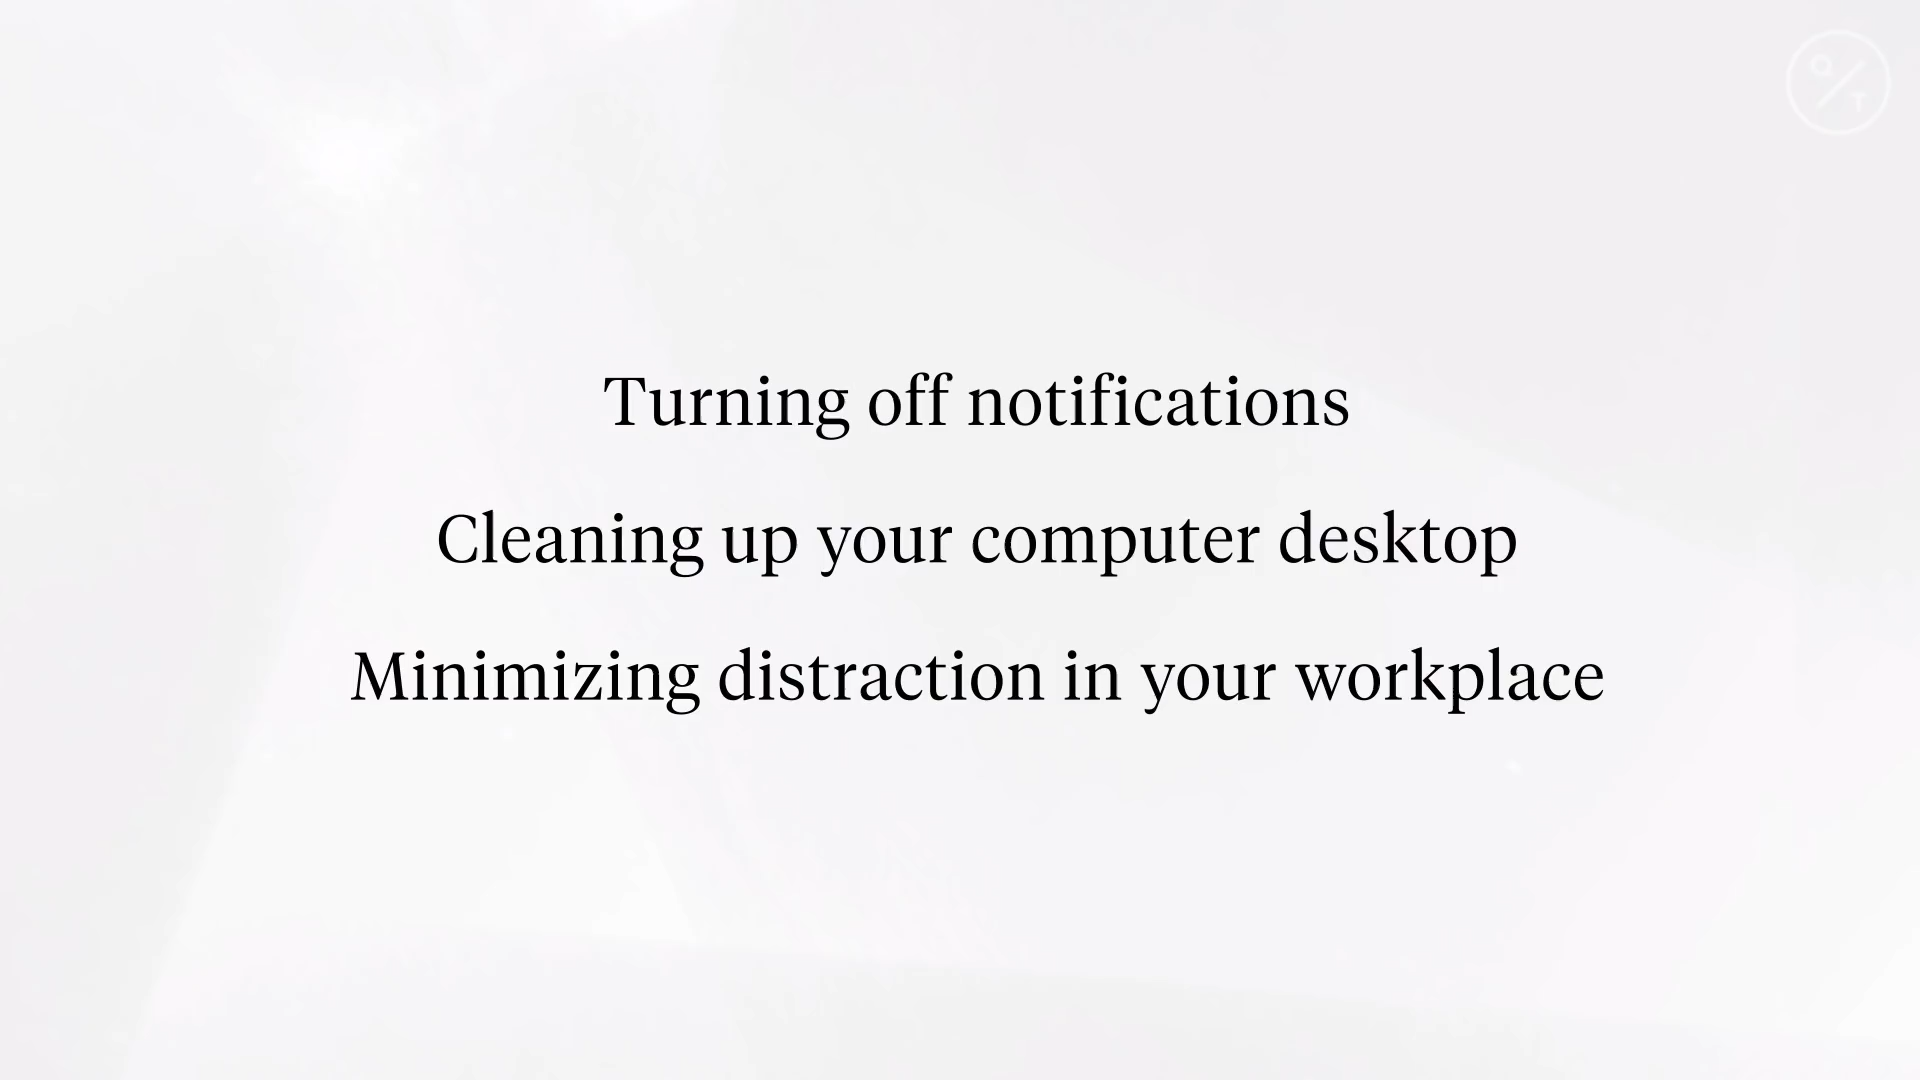 Q/T
Turning off notifications
Cleaning up your computer desktop
Minimizing distraction in your workplace